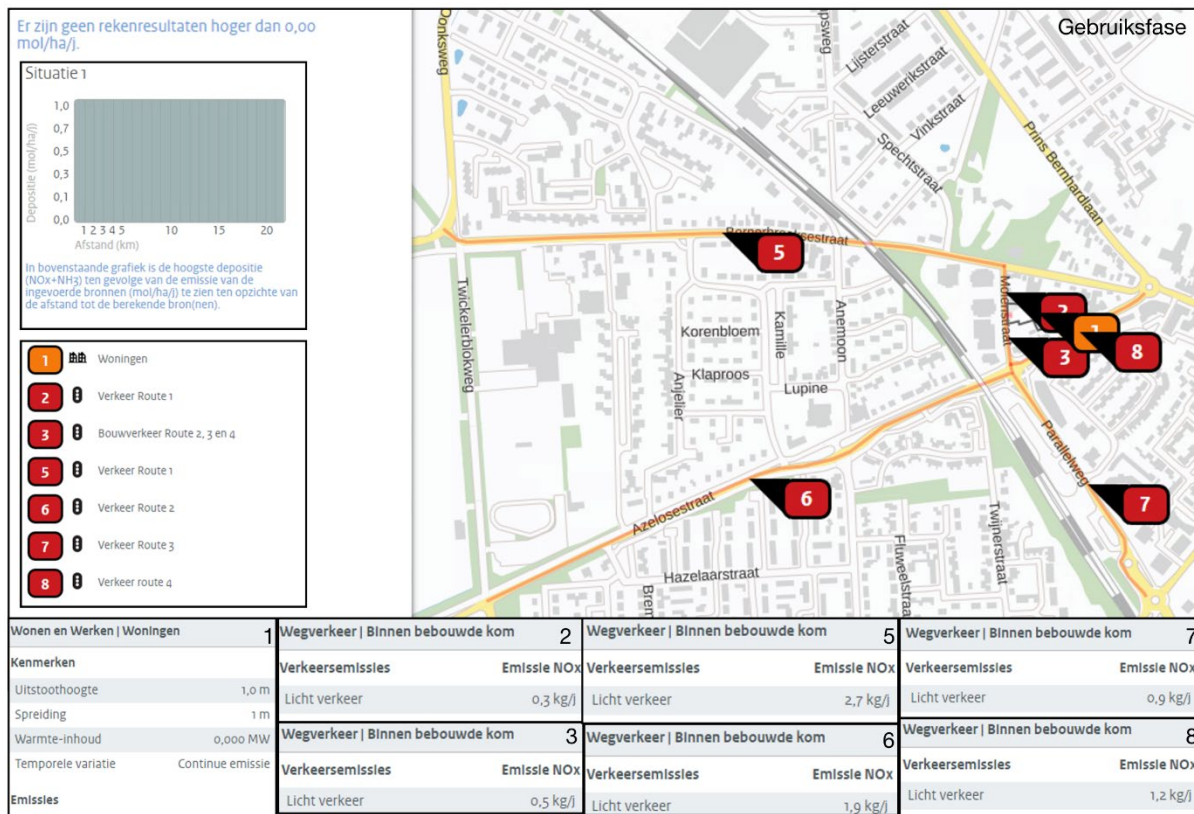 Er zijn geen rekenresultaten hoger dan 0,00
mol/ha/j.
Situatie 1
Depositie (mol/ha/j)
1,0
0,7
0,5
0,3
0,1
0,0
1 2 3 4 5 10 15 20
Afstand (km)
In bovenstaande grafiek is de hoogste depositie
(NOx+NH3) ten gevolge van de emissie van de
ingevoerde bronnen (mol/ha/j) te zien ten opzichte van
de afstand tot de berekende bron(nen).
1 Woningen
2 Verkeer Route 1
3 Bouwverkeer Route 2, 3 en 4
5 Verkeer Route 1
6 Verkeer Route 2
7 Verkeer Route 3
8 Verkeer route 4
Gebruiksfase
Donksweg
Lijsterstraat
Leeuwerikstraat
Vinkstraat
Spechtstraat
Prins Bernhardlaan
5
Twickelerblokweg
Korenbloem
Kamille
Anemoon
Klaproos
Anjelier
Lupine
Molenstraat
2
1
3
8
Parallelweg
6
7
Azelosestraat
Hazelaarstraat
Brem
Fluweelstraat
Twijnerstraat
Wonen en Werken | Woningen 1
Kenmerken
Uitstoothoogte 1,0 m
Spreiding 1 m
Warmte-inhoud 0,000 MW
Temporele variatie Continue emissie
Emissies
Wegverkeer | Binnen bebouwde kom 2
Verkeersemissies Emissie NOx
Licht verkeer 0,3 kg/j
Wegverkeer | Binnen bebouwde kom 3
Verkeersemissies Emissie NOx
Licht verkeer 0,5 kg/j
Wegverkeer | Binnen bebouwde kom 5
Verkeersemissies Emissie NOx
Licht verkeer 2,7 kg/j
Wegverkeer | Binnen bebouwde kom 6
Verkeersemissies Emissie NOx
Licht verkeer 1,9 kg/j
Wegverkeer | Binnen bebouwde kom 7
Verkeersemissies Emissie NOx
Licht verkeer 0,9 kg/j
Wegverkeer | Binnen bebouwde kom 8
Verkeersemissies Emissie NOx
Licht verkeer 1,2 kg/j